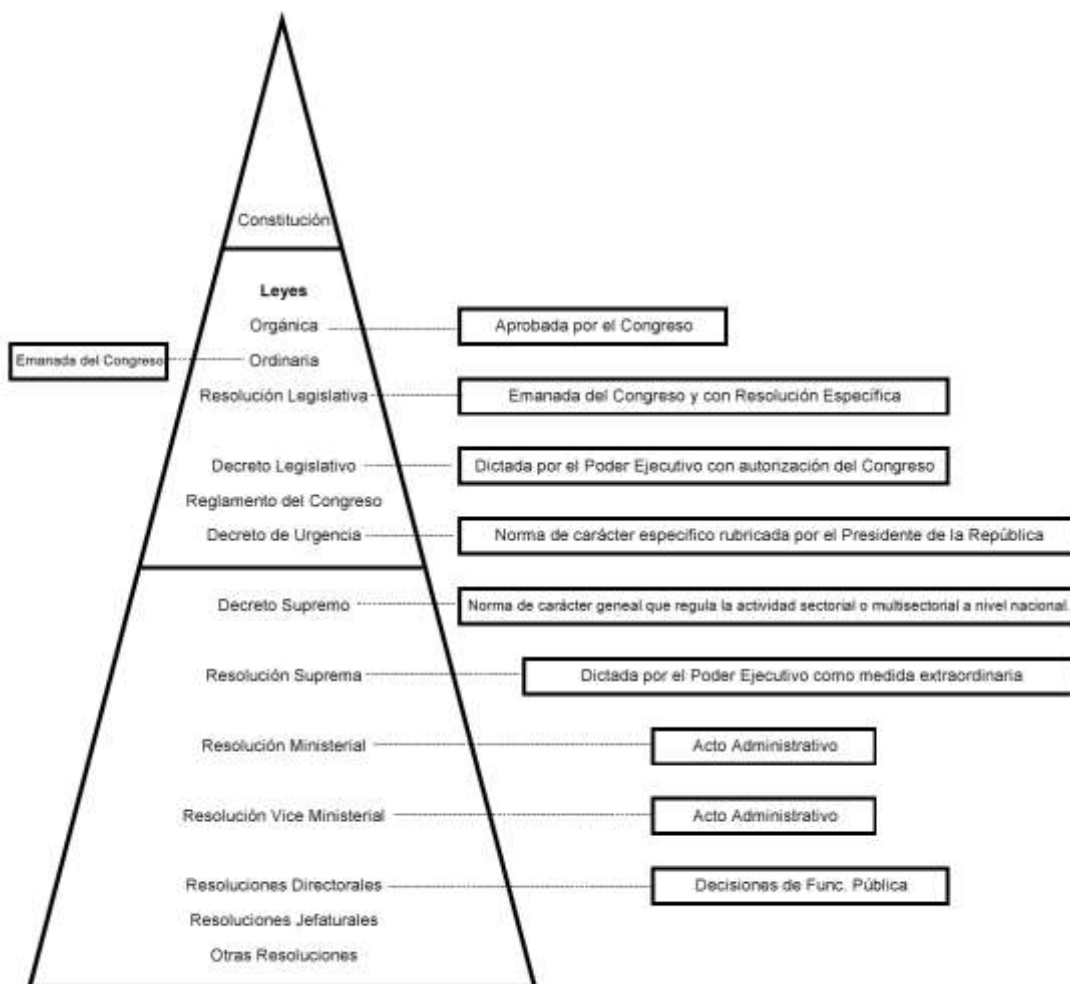 Constitución
Leyes
Orgánica
Aprobada por el Congreso
Emanada del Congreso
Ordinaria
Resolución Legislativa
Emanada del Congreso y con Resolución Específica
Decreto Legislativo
Dictada por el Poder Ejecutivo con autorización del Congreso
Reglamento del Congreso
Decreto de Urgencia
Norma de carácter específico rubricada por el Presidente de la República
Decreto Supremo
Norma de carácter geneal que regula la actividad sectorial o multisectorial a nivel nacional.
Resolución Suprema
Dictada por el Poder Ejecutivo como medida extraordinaria
Resolución Ministerial
Acto Administrativo
Resolución Vice Ministerial
Acto Administrativo
Resoluciones Directorales
Decisiones de Func. Pública
Resoluciones Jefaturales
Otras Resoluciones